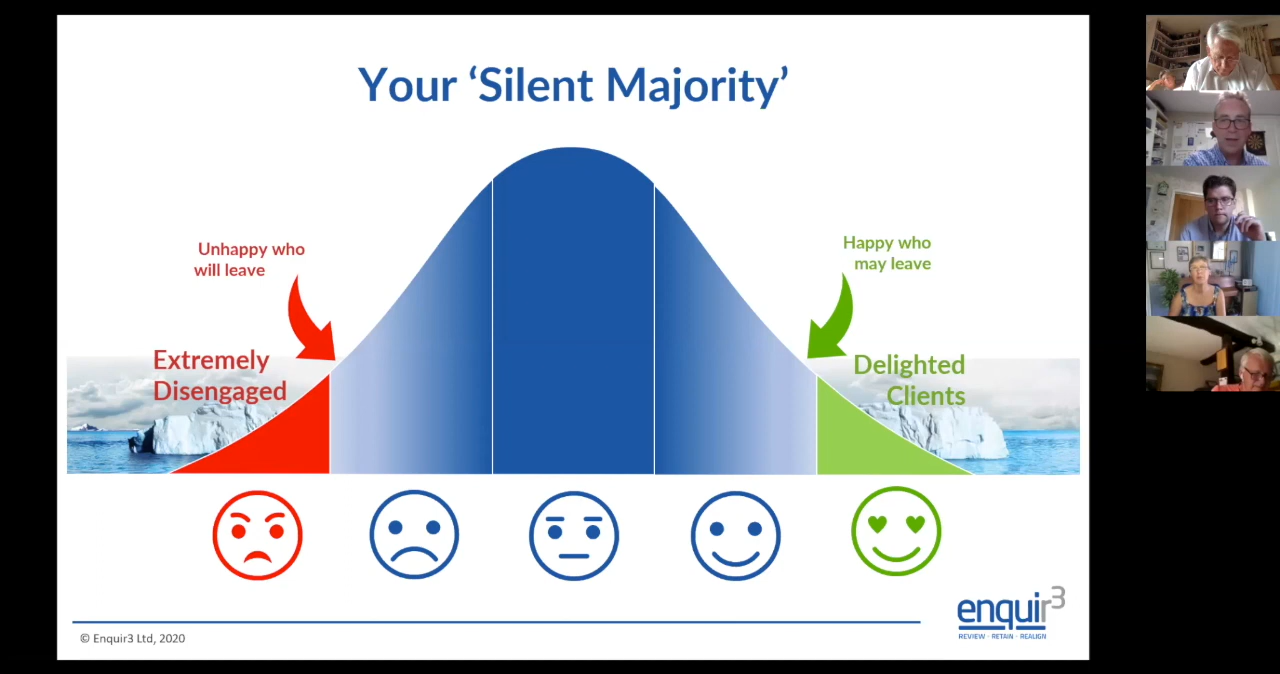 Your ‘Silent Majority’
Unhappy who
will leave
Happy who
may leave
Extremely
Disengaged
Delighted
Clients
enquir3
REVIEW · RETAIN · REALIGN
© Enquir3 Ltd, 2020